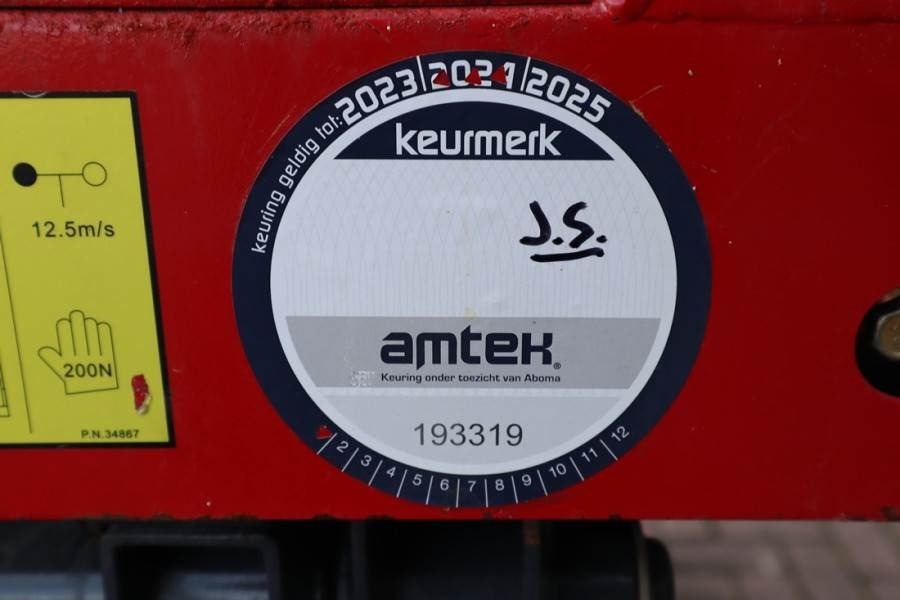 keuring geldig tot: 2023 2024 2025
keurmerk
J.S.
amtek®
Keuring onder toezicht van Aboma
193319
2 3 4 5 6 7 8 9 10 11 12
12.5m/s
200N
P.N.34867